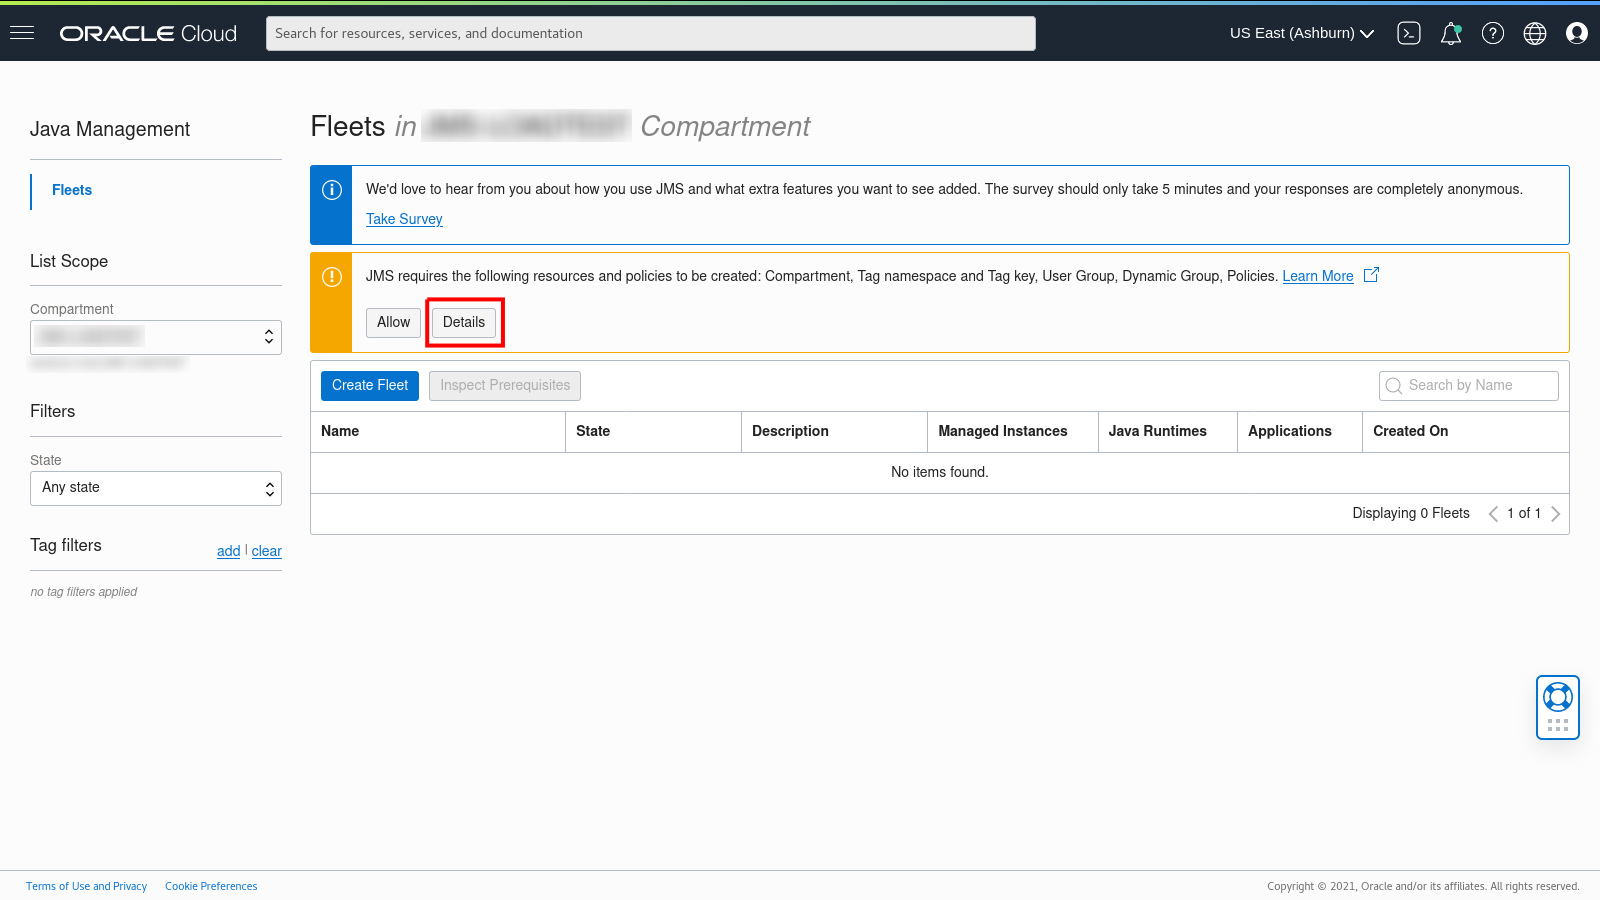 ORACLE Cloud
Search for resources, services, and documentation
US East (Ashburn)
Java Management
Fleets
List Scope
Compartment
Filters
State
Any state
Tag filters
add | clear
no tag filters applied
Fleets in Compartment
We'd love to hear from you about how you use JMS and what extra features you want to see added. The survey should only take 5 minutes and your responses are completely anonymous.
Take Survey
JMS requires the following resources and policies to be created: Compartment, Tag namespace and Tag key, User Group, Dynamic Group, Policies. Learn More
Allow Details
Create Fleet Inspect Prerequisites Search by Name
Name State Description Managed Instances Java Runtimes Applications Created On
No items found.
Displaying 0 Fleets 1 of 1
Terms of Use and Privacy Cookie Preferences
Copyright © 2021, Oracle and/or its affiliates. All rights reserved.